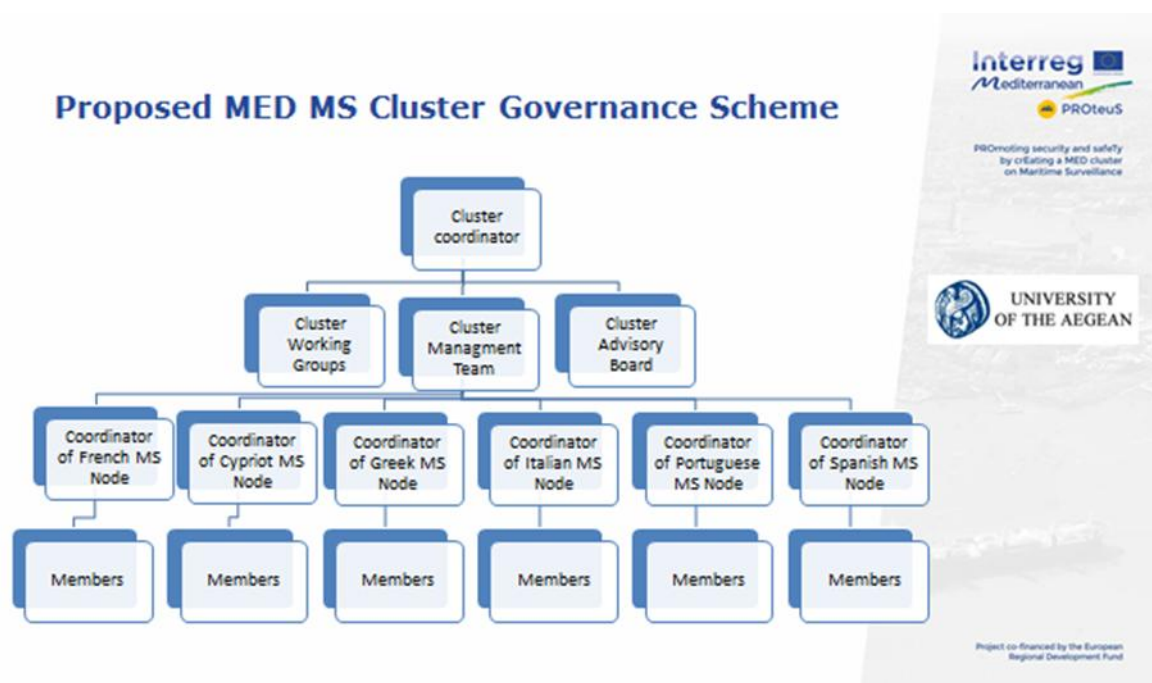 Proposed MED MS Cluster Governance Scheme
Interreg
Mediterranean
PROteuS
PROmoting security and safeTy
by crEating a MED cluster
on Maritime Surveillance
Cluster
coordinator
Cluster
Working
Groups
Cluster
Managment
Team
Cluster
Advisory
Board
UNIVERSITY
OF THE AEGEAN
Coordinator
of French MS
Node
Coordinator
of Cypriot MS
Node
Coordinator
of Greek MS
Node
Coordinator
of Italian MS
Node
Coordinator
of Portuguese
MS Node
Coordinator
of Spanish MS
Node
Members
Members
Members
Members
Members
Members
Project co-financed by the European
Regional Development Fund